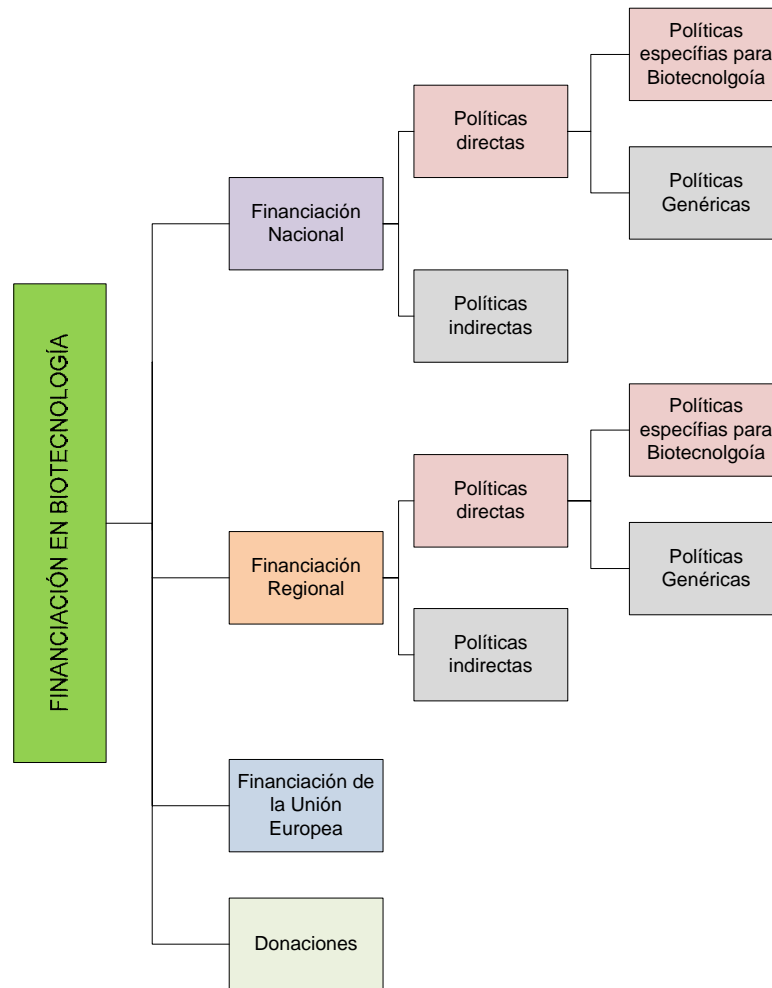 FINANCIACIÓN EN BIOTECNOLOGÍA
Financiación
Nacional
Políticas
directas
Políticas
específias para
Biotecnolgoía
Políticas
Genéricas
Políticas
indirectas
Financiación
Regional
Políticas
directas
Políticas
específias para
Biotecnolgoía
Políticas
Genéricas
Políticas
indirectas
Financiación de
la Unión
Europea
Donaciones